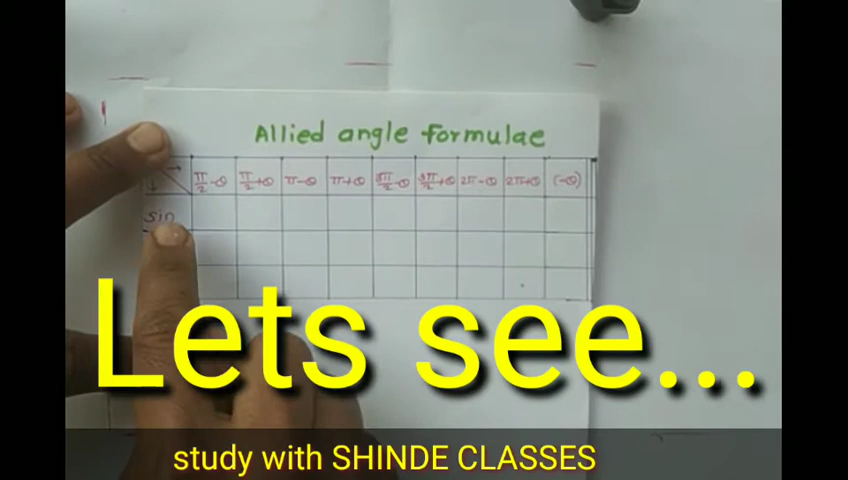 Allied angle formulae
π/2-θ π/2+θ π-θ π+θ 3π/2-θ 3π/2+θ 2π-θ 2π+θ (-θ)
sin
Lets see...
study with SHINDE CLASSES